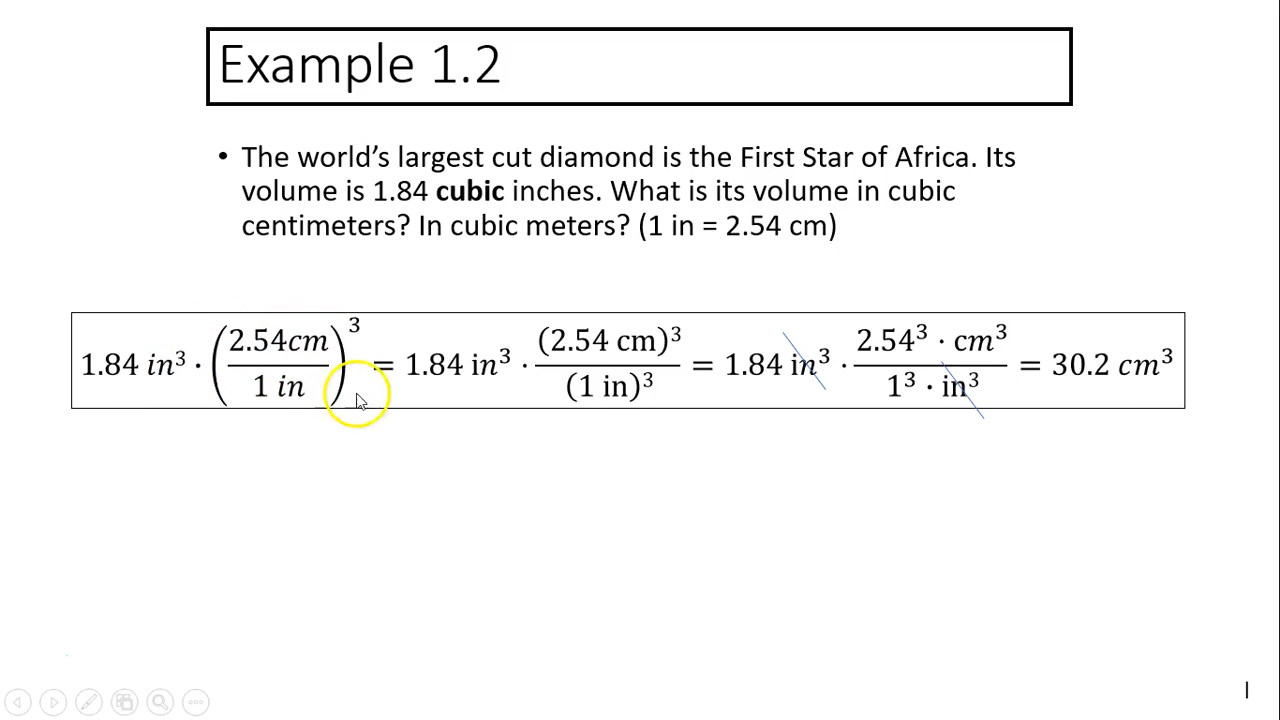 Example 1.2
• The world’s largest cut diamond is the First Star of Africa. Its
volume is 1.84 cubic inches. What is its volume in cubic
centimeters? In cubic meters? (1 in = 2.54 cm)
1.84 in³ · (2.54cm / 1 in)³ = 1.84 in³ · (2.54 cm)³ / (1 in)³ = 1.84 in³ · 2.54³ · cm³ / 1³ · in³ = 30.2 cm³